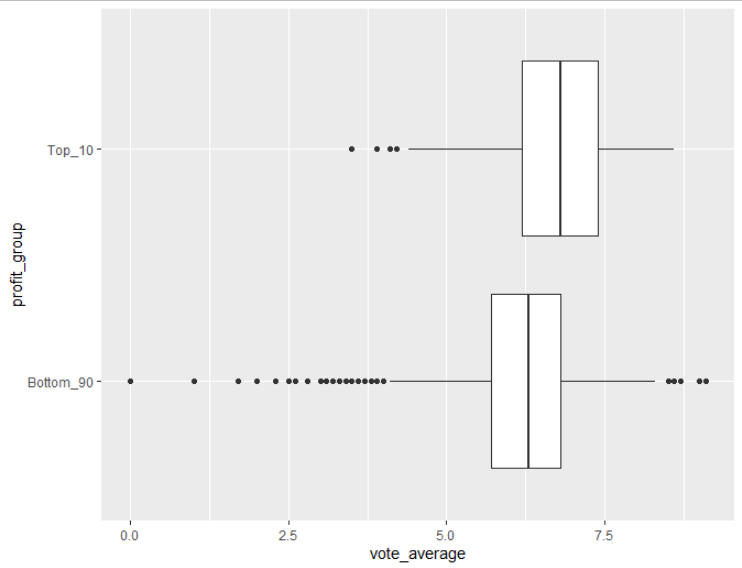 profit_group
Top_10
Bottom_90
0.0 2.5 5.0 7.5
vote_average